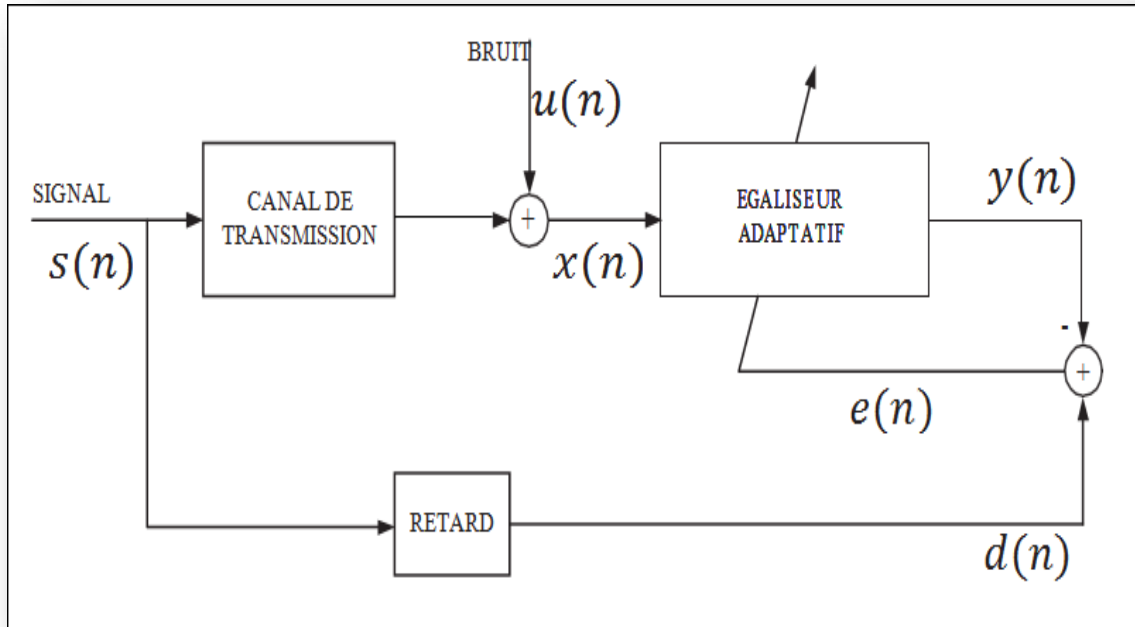 BRUIT
u(n)
SIGNAL
s(n)
CANAL DE
TRANSMISSION
+
x(n)
EGALISEUR
ADAPTATIF
y(n)
-
+
e(n)
RETARD
d(n)